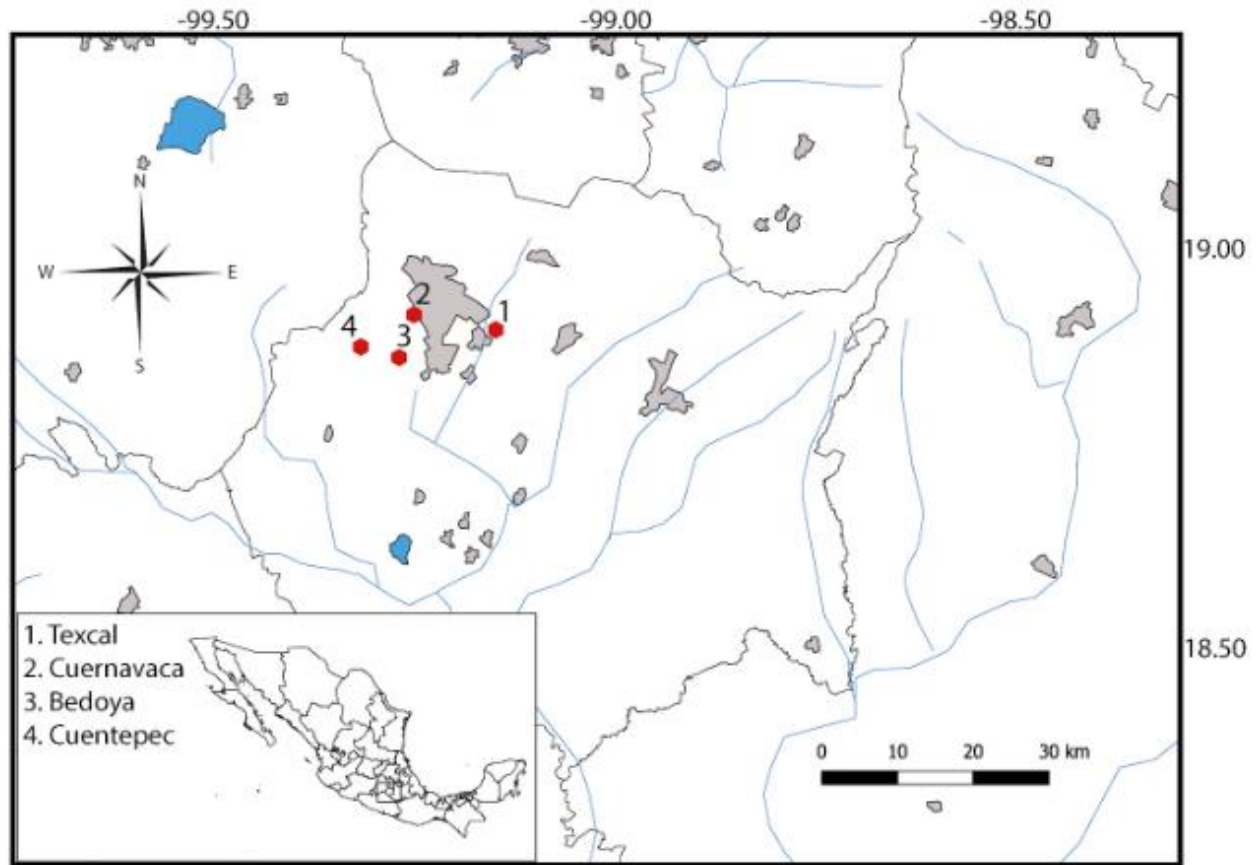 -99.50 -99.00 -98.50
N
W E
S
19.00
2
1
4
3
18.50
1. Texcal
2. Cuernavaca
3. Bedoya
4. Cuentepec
0 10 20 30 km